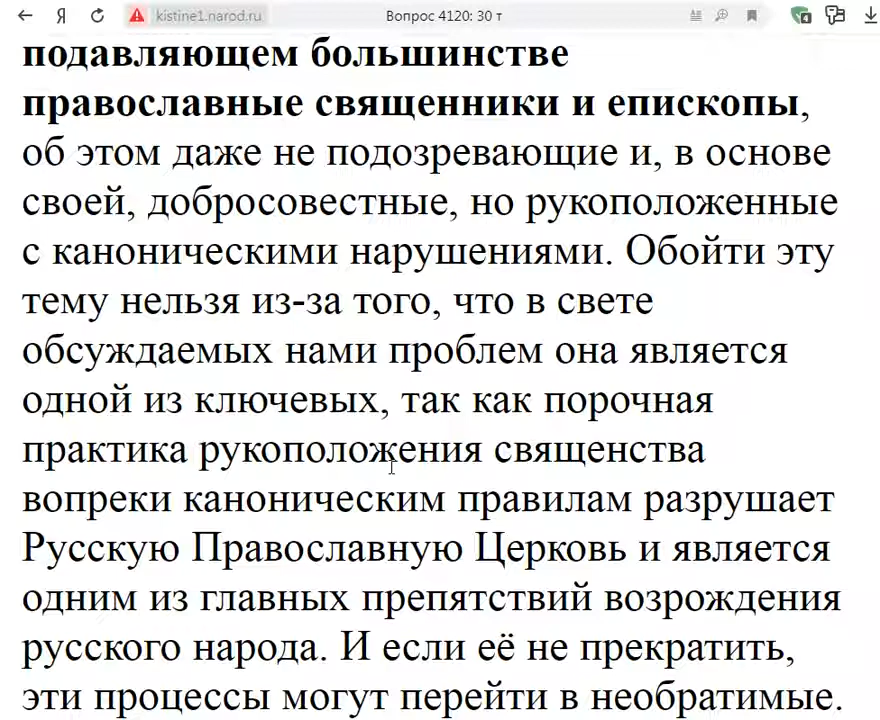 Я kistine1.narod.ru Вопрос 4120: 30 т
подавляющем большинстве
православные священники и епископы,
об этом даже не подозревающие и, в основе
своей, добросовестные, но рукоположенные
с каноническими нарушениями. Обойти эту
тему нельзя из-за того, что в свете
обсуждаемых нами проблем она является
одной из ключевых, так как порочная
практика рукоположения священства
вопреки каноническим правилам разрушает
Русскую Православную Церковь и является
одним из главных препятствий возрождения
русского народа. И если её не прекратить,
эти процессы могут перейти в необратимые.